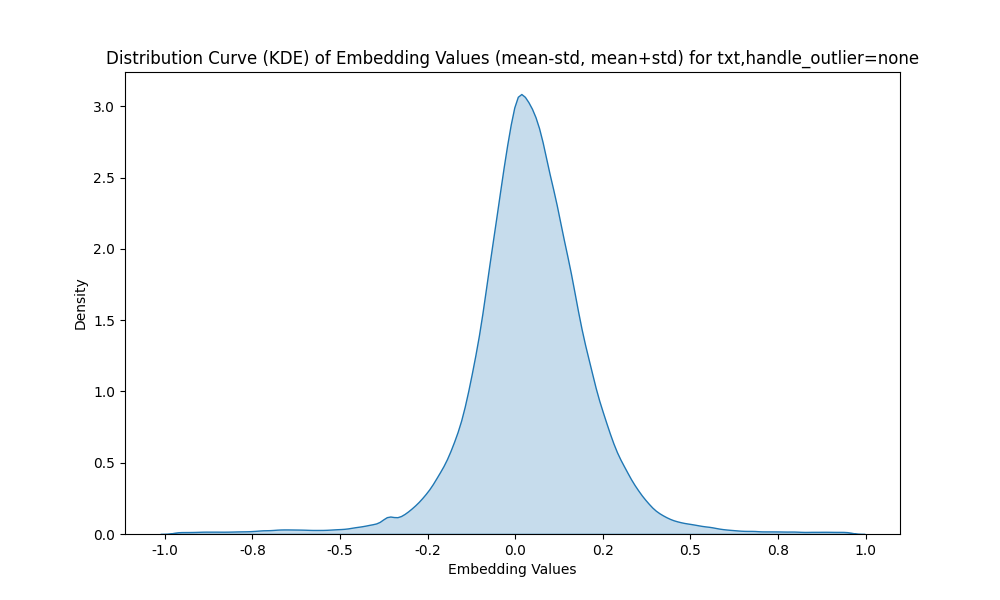 Distribution Curve (KDE) of Embedding Values (mean-std, mean+std) for txt,handle_outlier=none
3.0
2.5
2.0
1.5
1.0
0.5
0.0
Density
-1.0 -0.8 -0.5 -0.2 0.0 0.2 0.5 0.8 1.0
Embedding Values